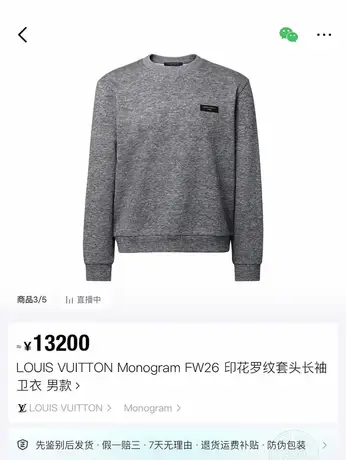 商品3/5
直播中
≈ ¥13200
LOUIS VUITTON Monogram FW26 印花罗纹套头长袖
卫衣 男款 >
LV LOUIS VUITTON > Monogram >
先鉴别后发货 · 假一赔三 · 7天无理由 · 退货运费补贴 · 防伪包装 >